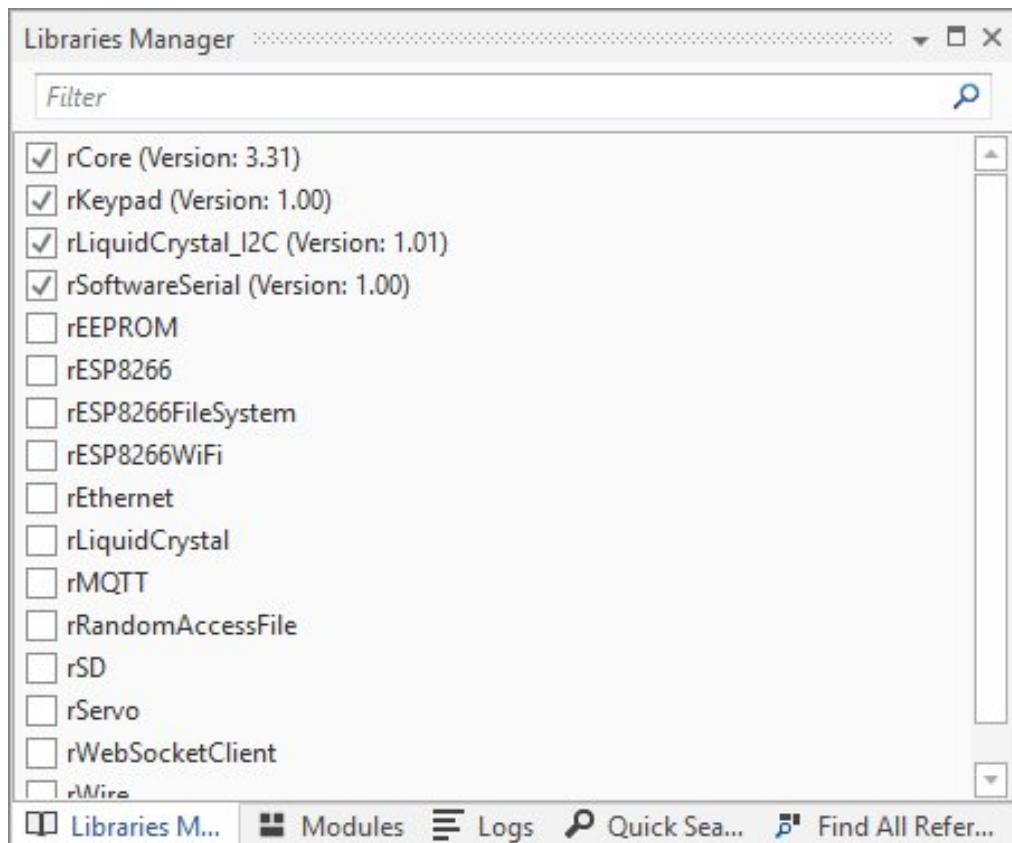 Libraries Manager
Filter
rCore (Version: 3.31)
rKeypad (Version: 1.00)
rLiquidCrystal_I2C (Version: 1.01)
rSoftwareSerial (Version: 1.00)
rEEPROM
rESP8266
rESP8266FileSystem
rESP8266WiFi
rEthernet
rLiquidCrystal
rMQTT
rRandomAccessFile
rSD
rServo
rWebSocketClient
rWire
Libraries M... Modules Logs Quick Sea... Find All Refer...